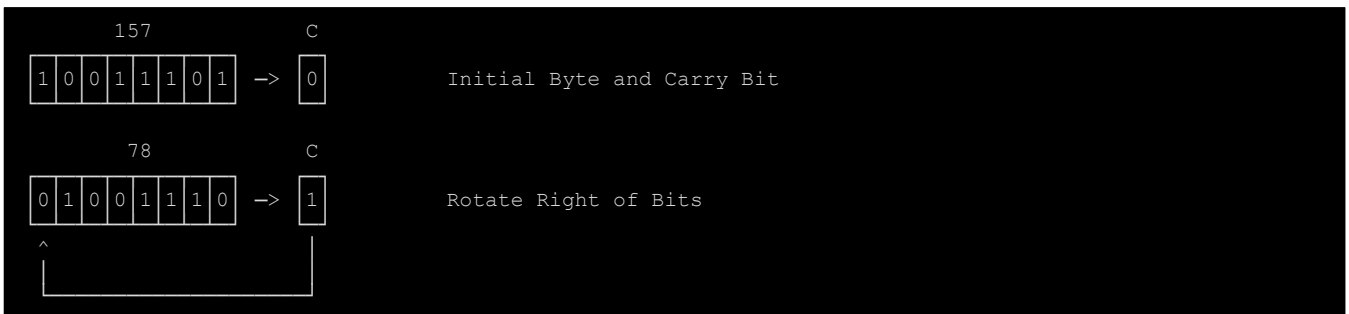 157 C
1 0 0 1 1 1 0 1 —> 0 Initial Byte and Carry Bit
78 C
0 1 0 0 1 1 1 0 —> 1 Rotate Right of Bits
^